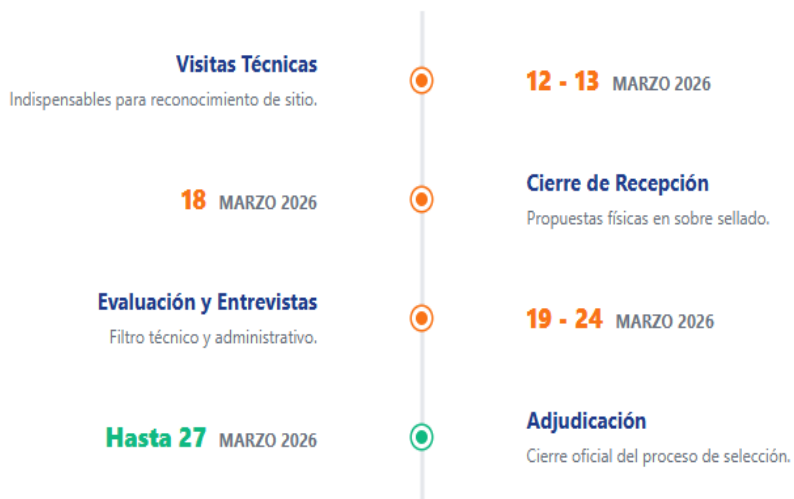 Visitas Técnicas
Indispensables para reconocimiento de sitio.
12 - 13 MARZO 2026
18 MARZO 2026
Cierre de Recepción
Propuestas físicas en sobre sellado.
Evaluación y Entrevistas
Filtro técnico y administrativo.
19 - 24 MARZO 2026
Hasta 27 MARZO 2026
Adjudicación
Cierre oficial del proceso de selección.